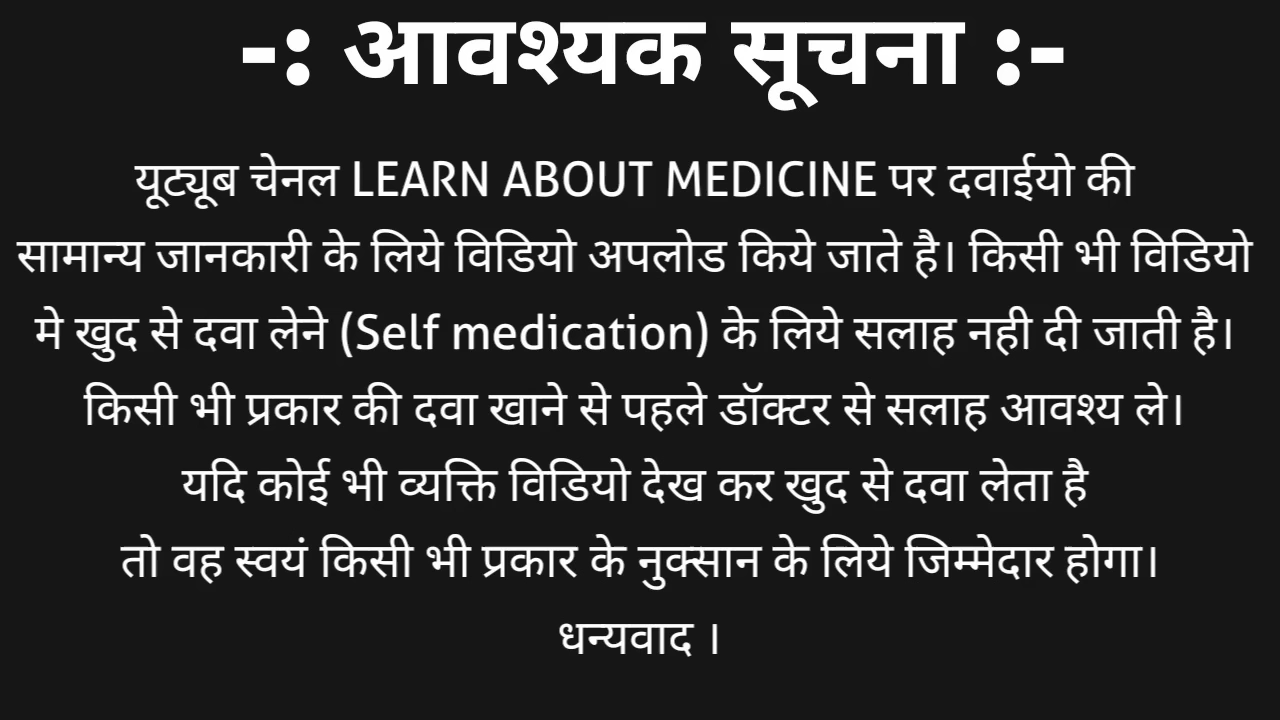 -: आवश्यक सूचना :-
यूट्यूब चेनल LEARN ABOUT MEDICINE पर दवाईयो की
सामान्य जानकारी के लिये विडियो अपलोड किये जाते है। किसी भी विडियो
मे खुद से दवा लेने (Self medication) के लिये सलाह नही दी जाती है।
किसी भी प्रकार की दवा खाने से पहले डॉक्टर से सलाह आवश्य ले।
यदि कोई भी व्यक्ति विडियो देख कर खुद से दवा लेता है
तो वह स्वयं किसी भी प्रकार के नुक्सान के लिये जिम्मेदार होगा।
धन्यवाद ।